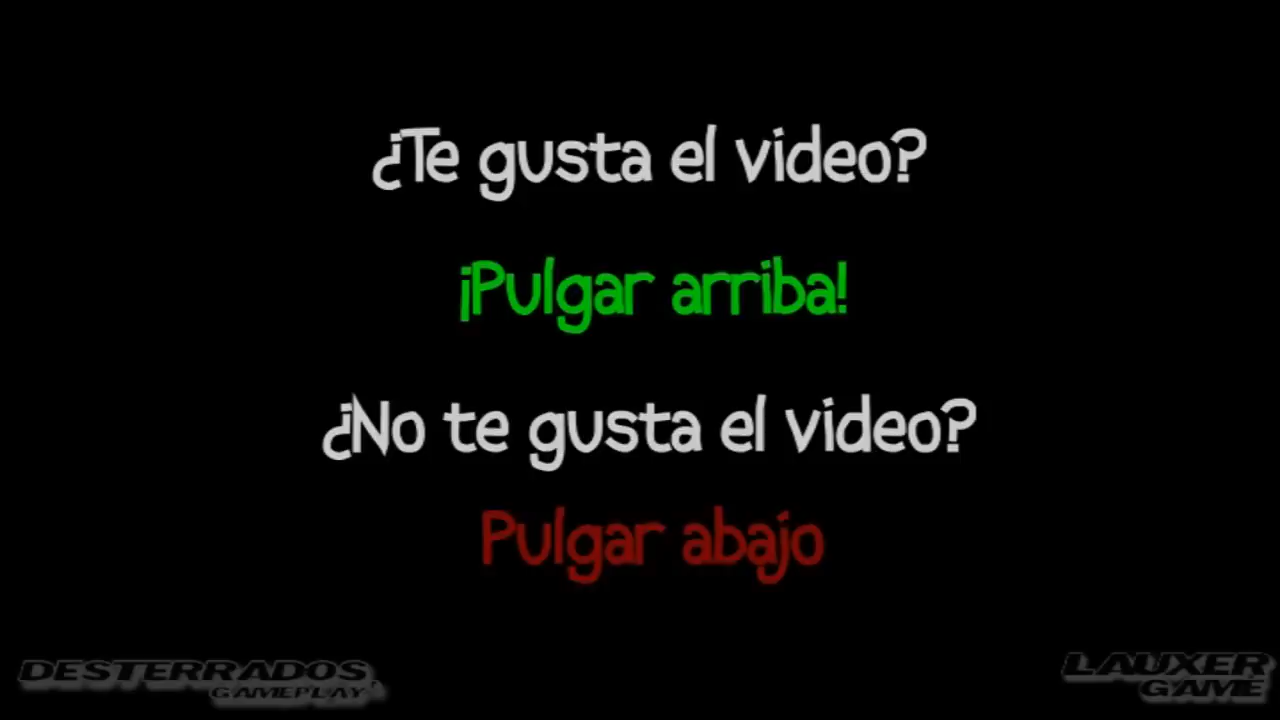 ¿Te gusta el video?
¡Pulgar arriba!
¿No te gusta el video?
Pulgar abajo
DESTERRADOS
GAMEPLAY
LAUXER
GAME